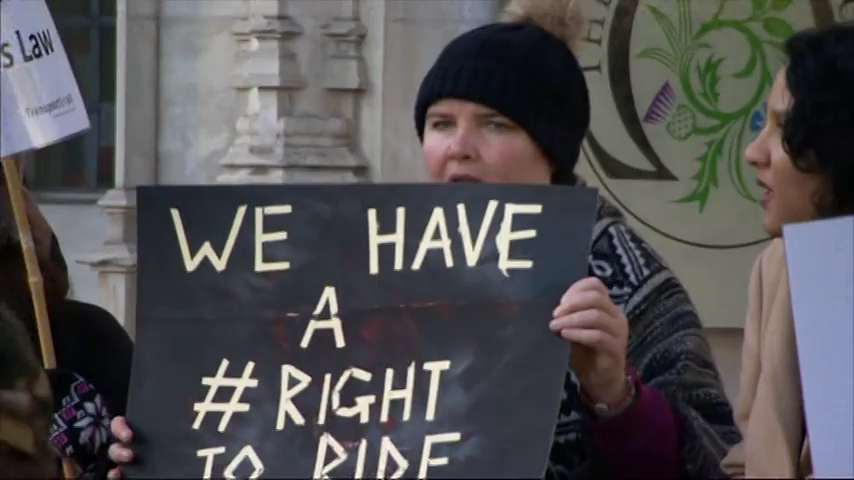 s Law
WE HAVE
A
#RIGHT
TO RIDE